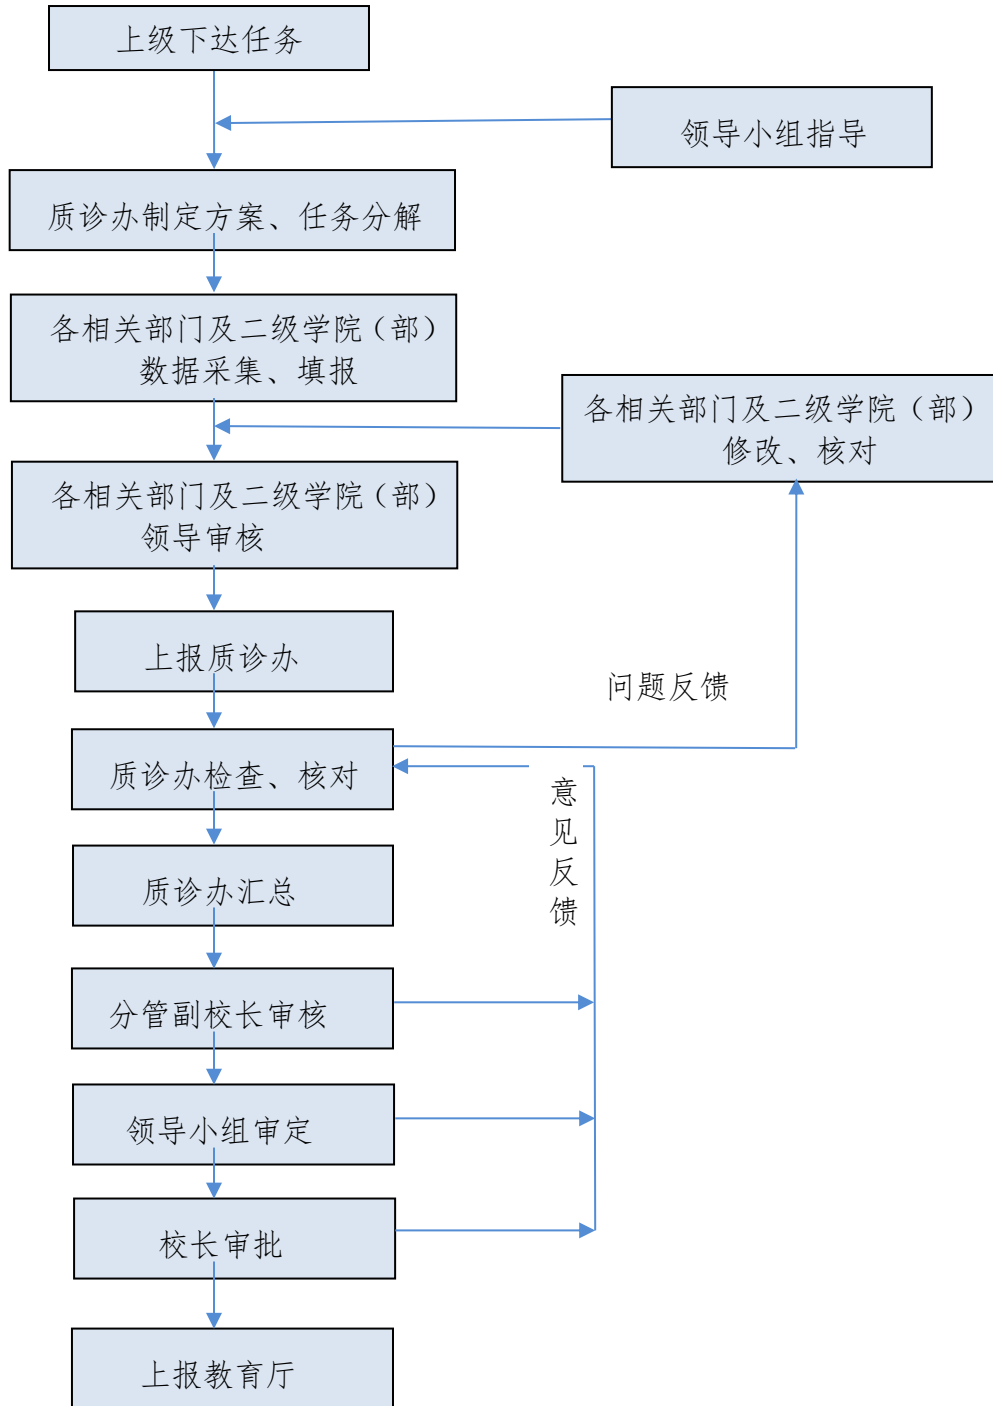 上级下达任务
领导小组指导
质诊办制定方案、任务分解
各相关部门及二级学院（部）
数据采集、填报
各相关部门及二级学院（部）
修改、核对
各相关部门及二级学院（部）
领导审核
上报质诊办
问题反馈
质诊办检查、核对
意见反馈
质诊办汇总
分管副校长审核
领导小组审定
校长审批
上报教育厅